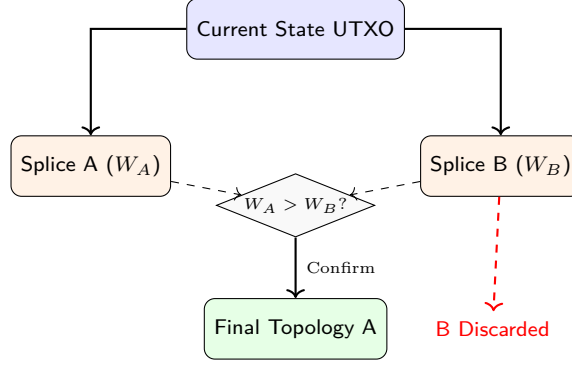 Current State UTXO
Splice A (W_A)
Splice B (W_B)
W_A > W_B?
Confirm
Final Topology A
B Discarded